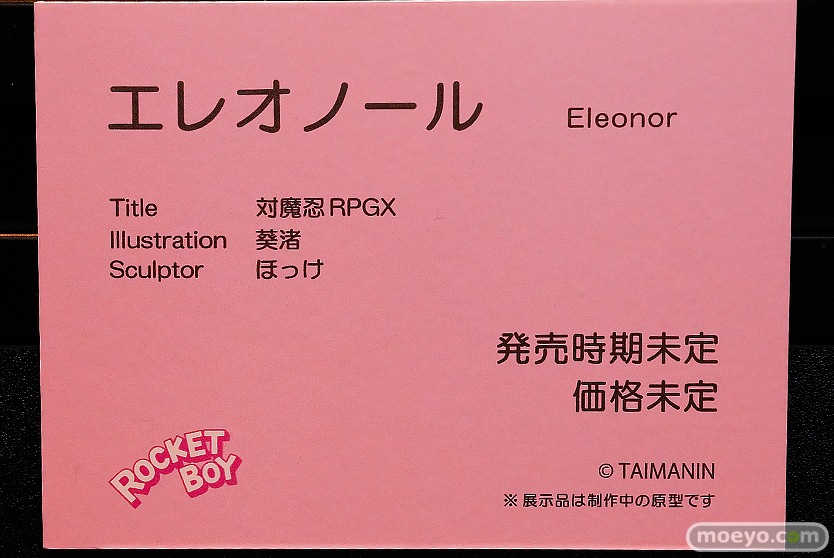 エレオノール Eleonor
Title 対魔忍RPGX
Illustration 葵渚
Sculptor ほっけ
発売時期未定
価格未定
ROCKET
BOY
© TAIMANIN
※展示品は制作中の原型です
moeyo.com